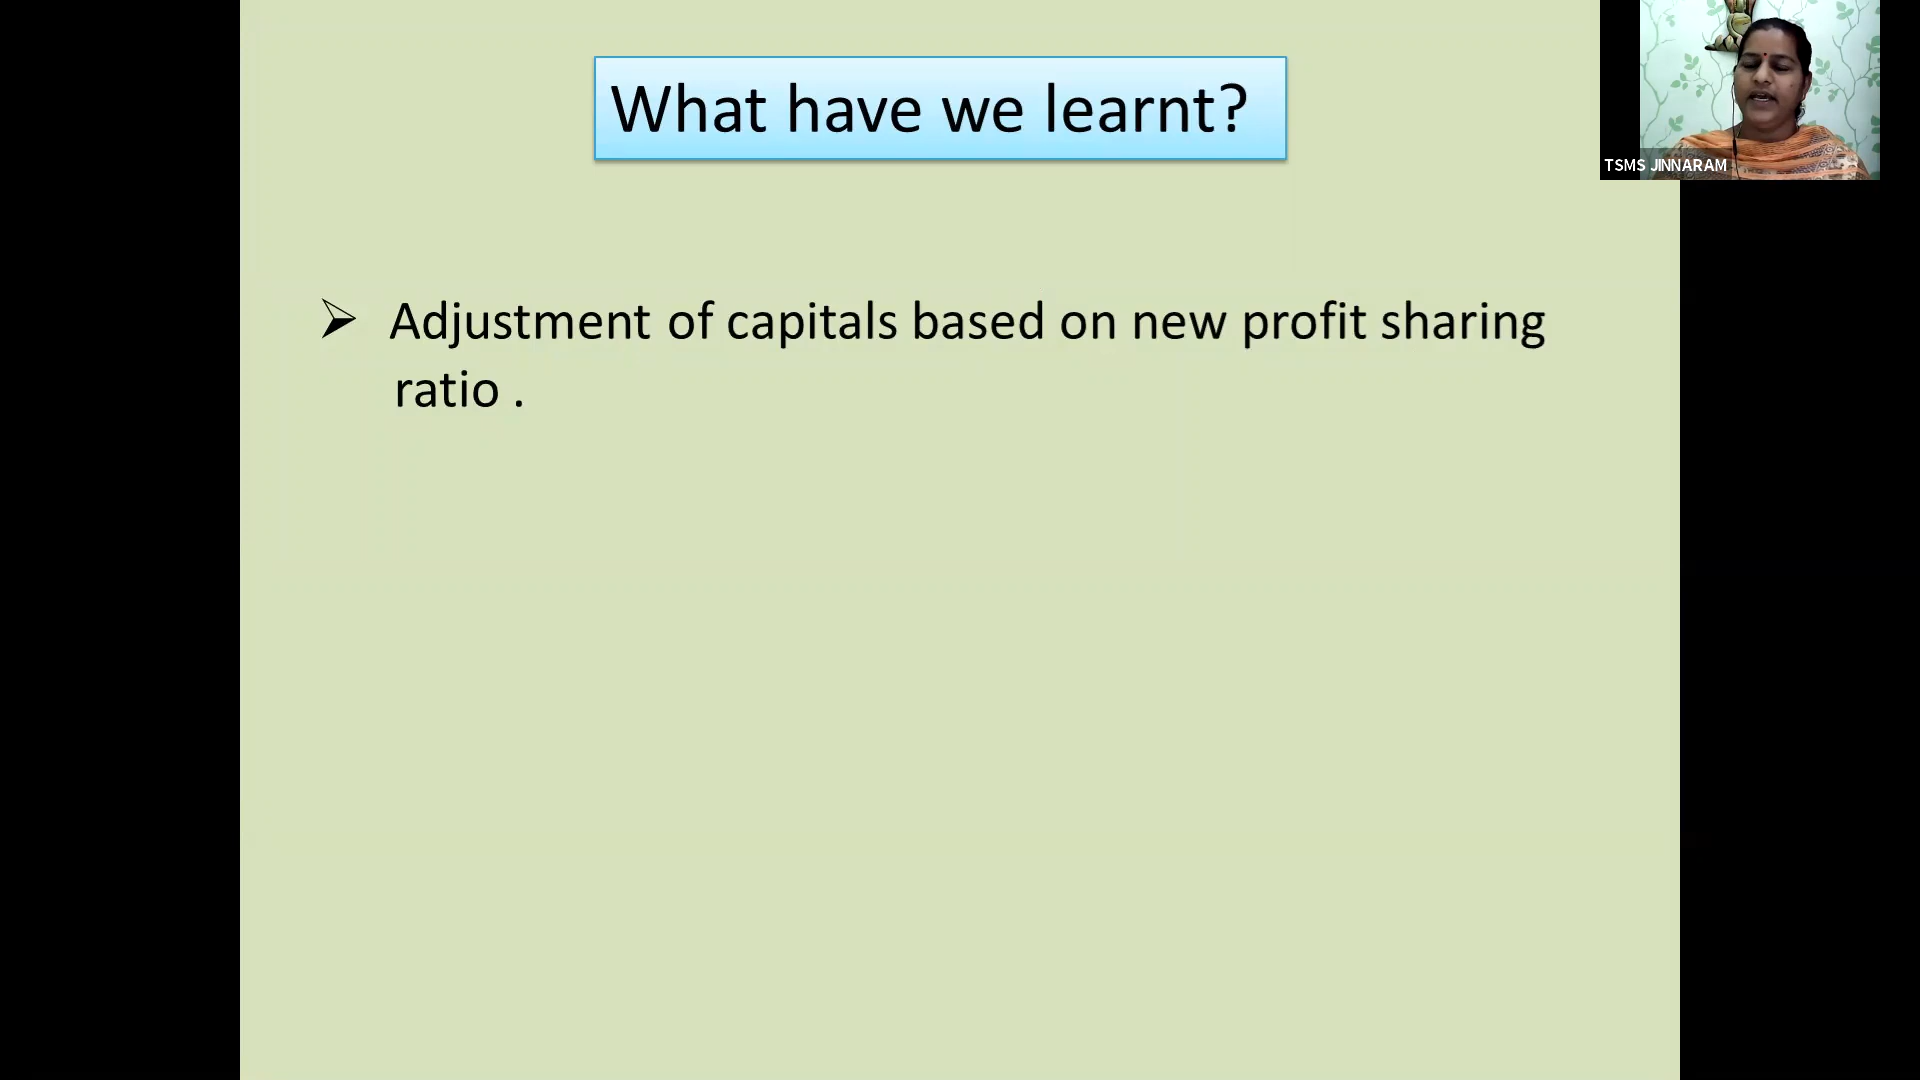 What have we learnt?
TSMS JINNARAM
➢ Adjustment of capitals based on new profit sharing
ratio .